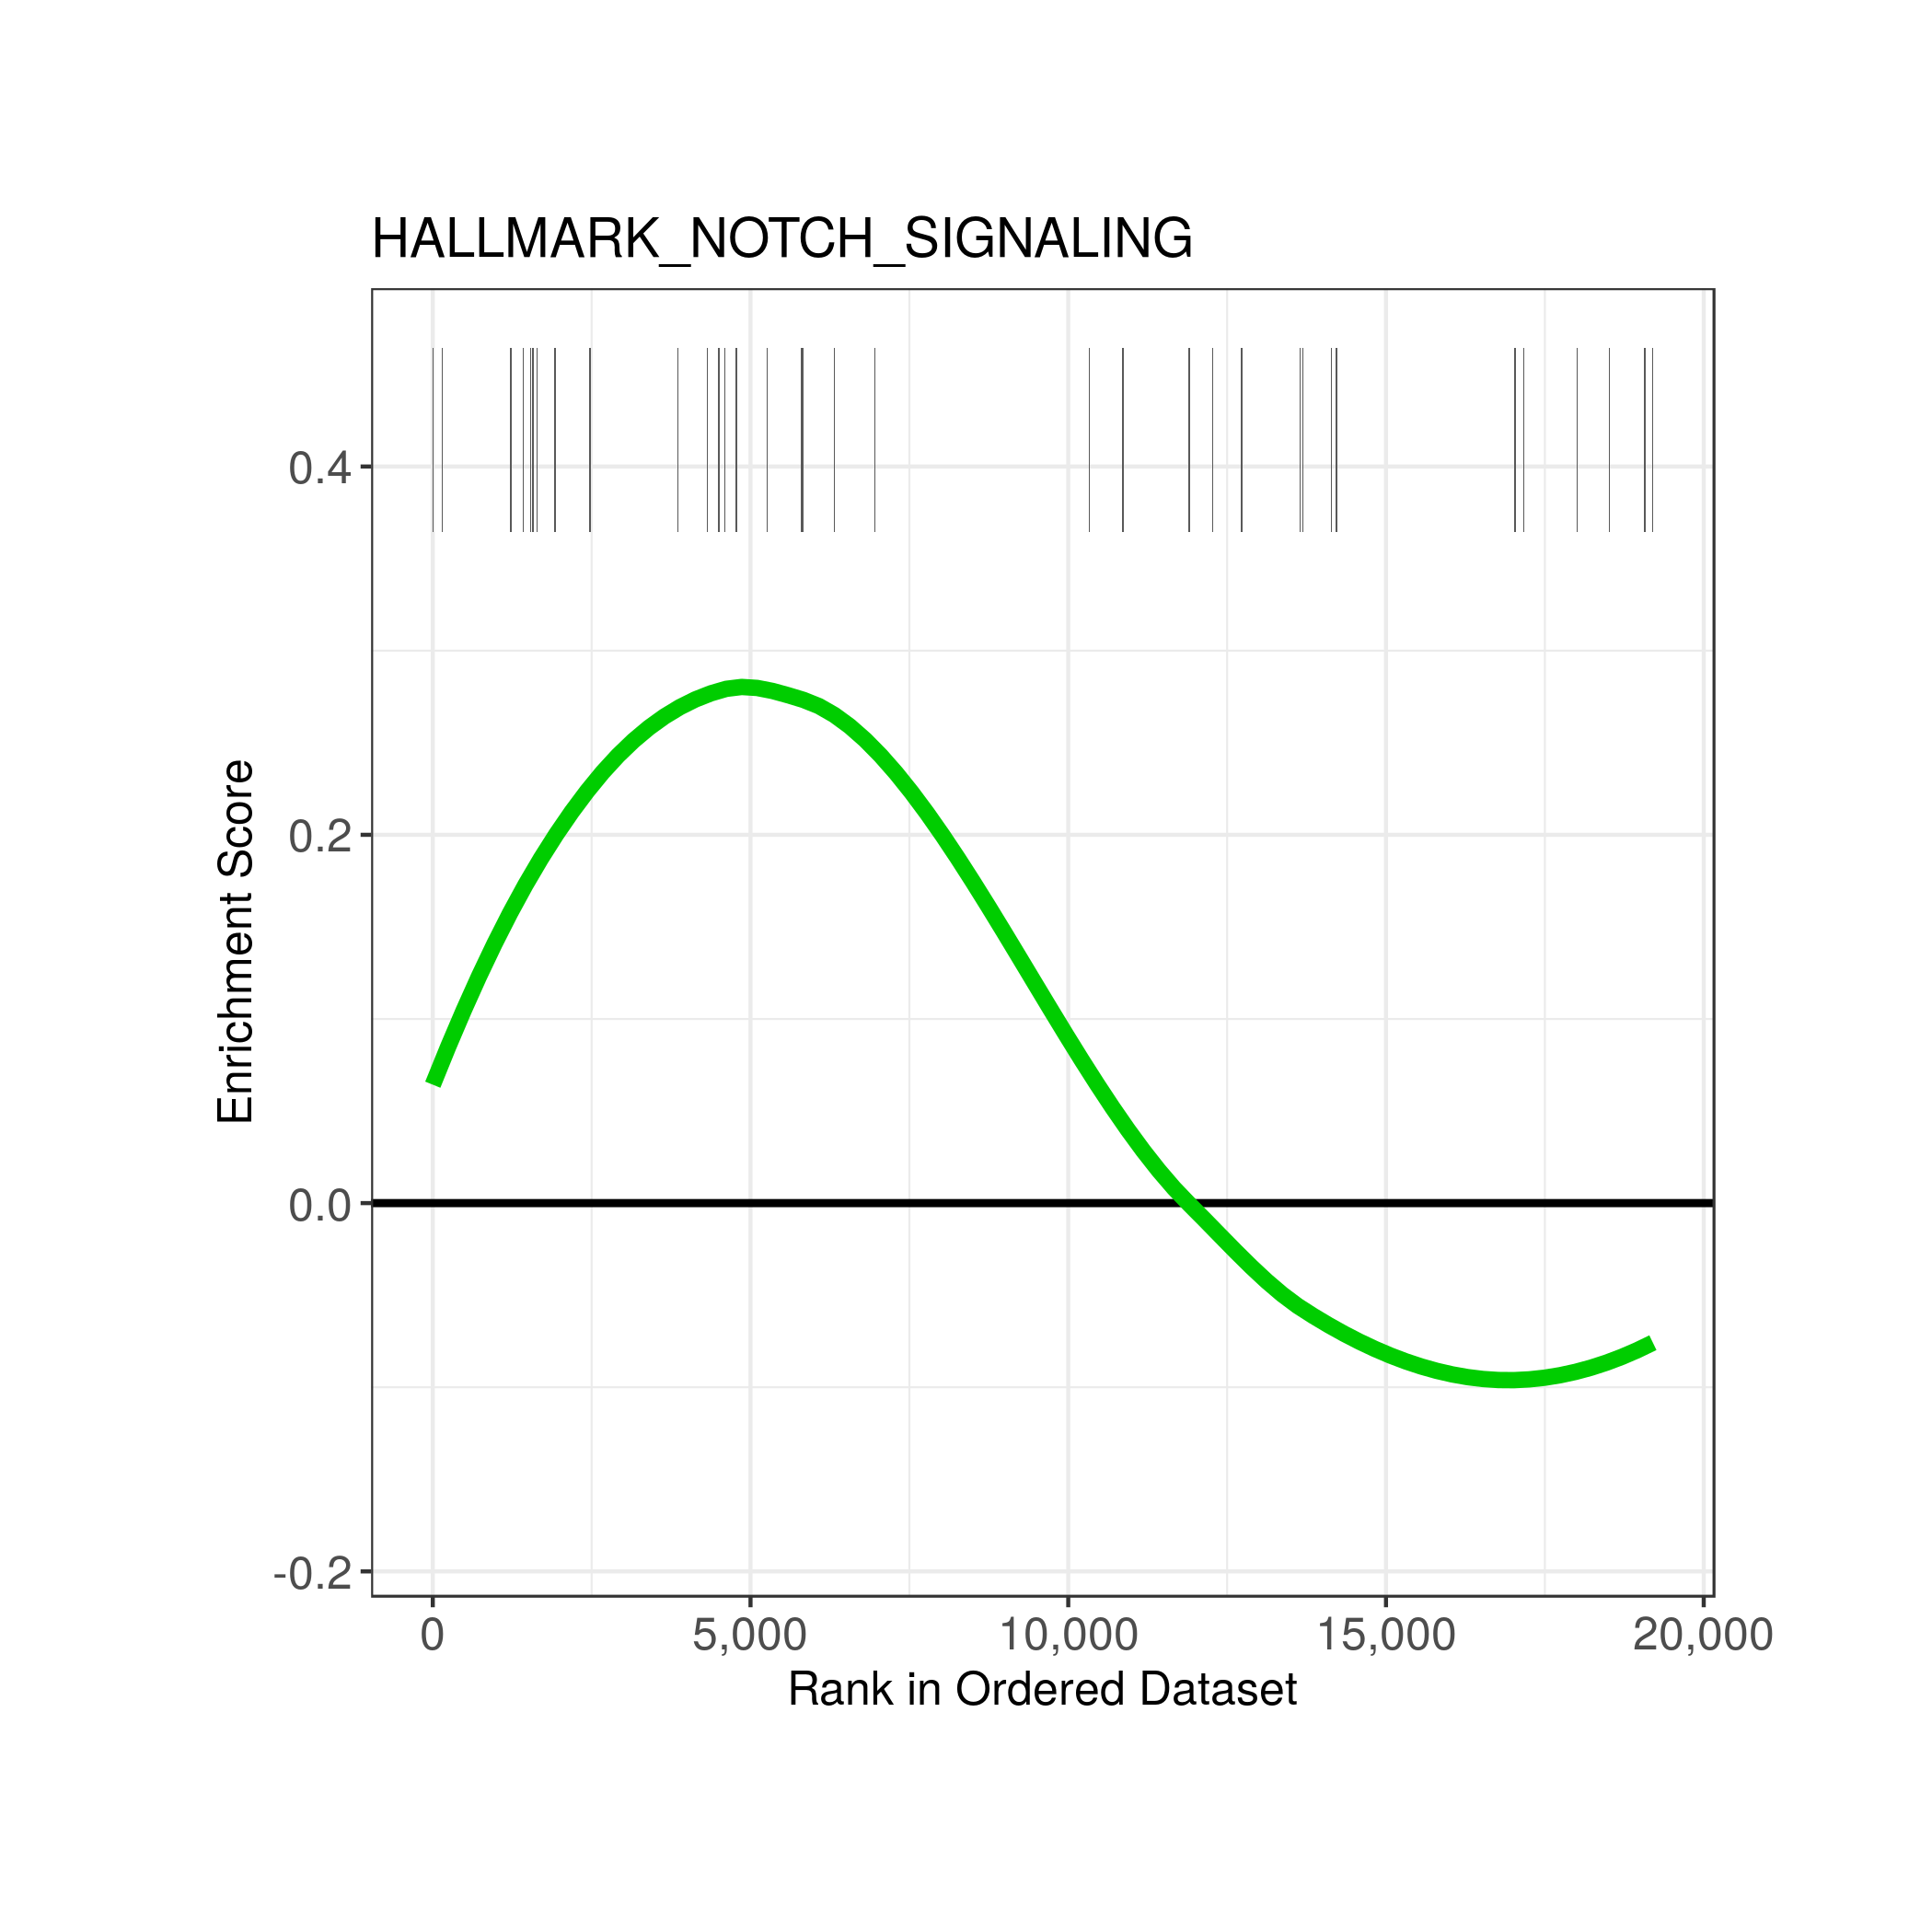 HALLMARK_NOTCH_SIGNALING
0.4
0.2
0.0
-0.2
Enrichment Score
0 5,000 10,000 15,000 20,000
Rank in Ordered Dataset